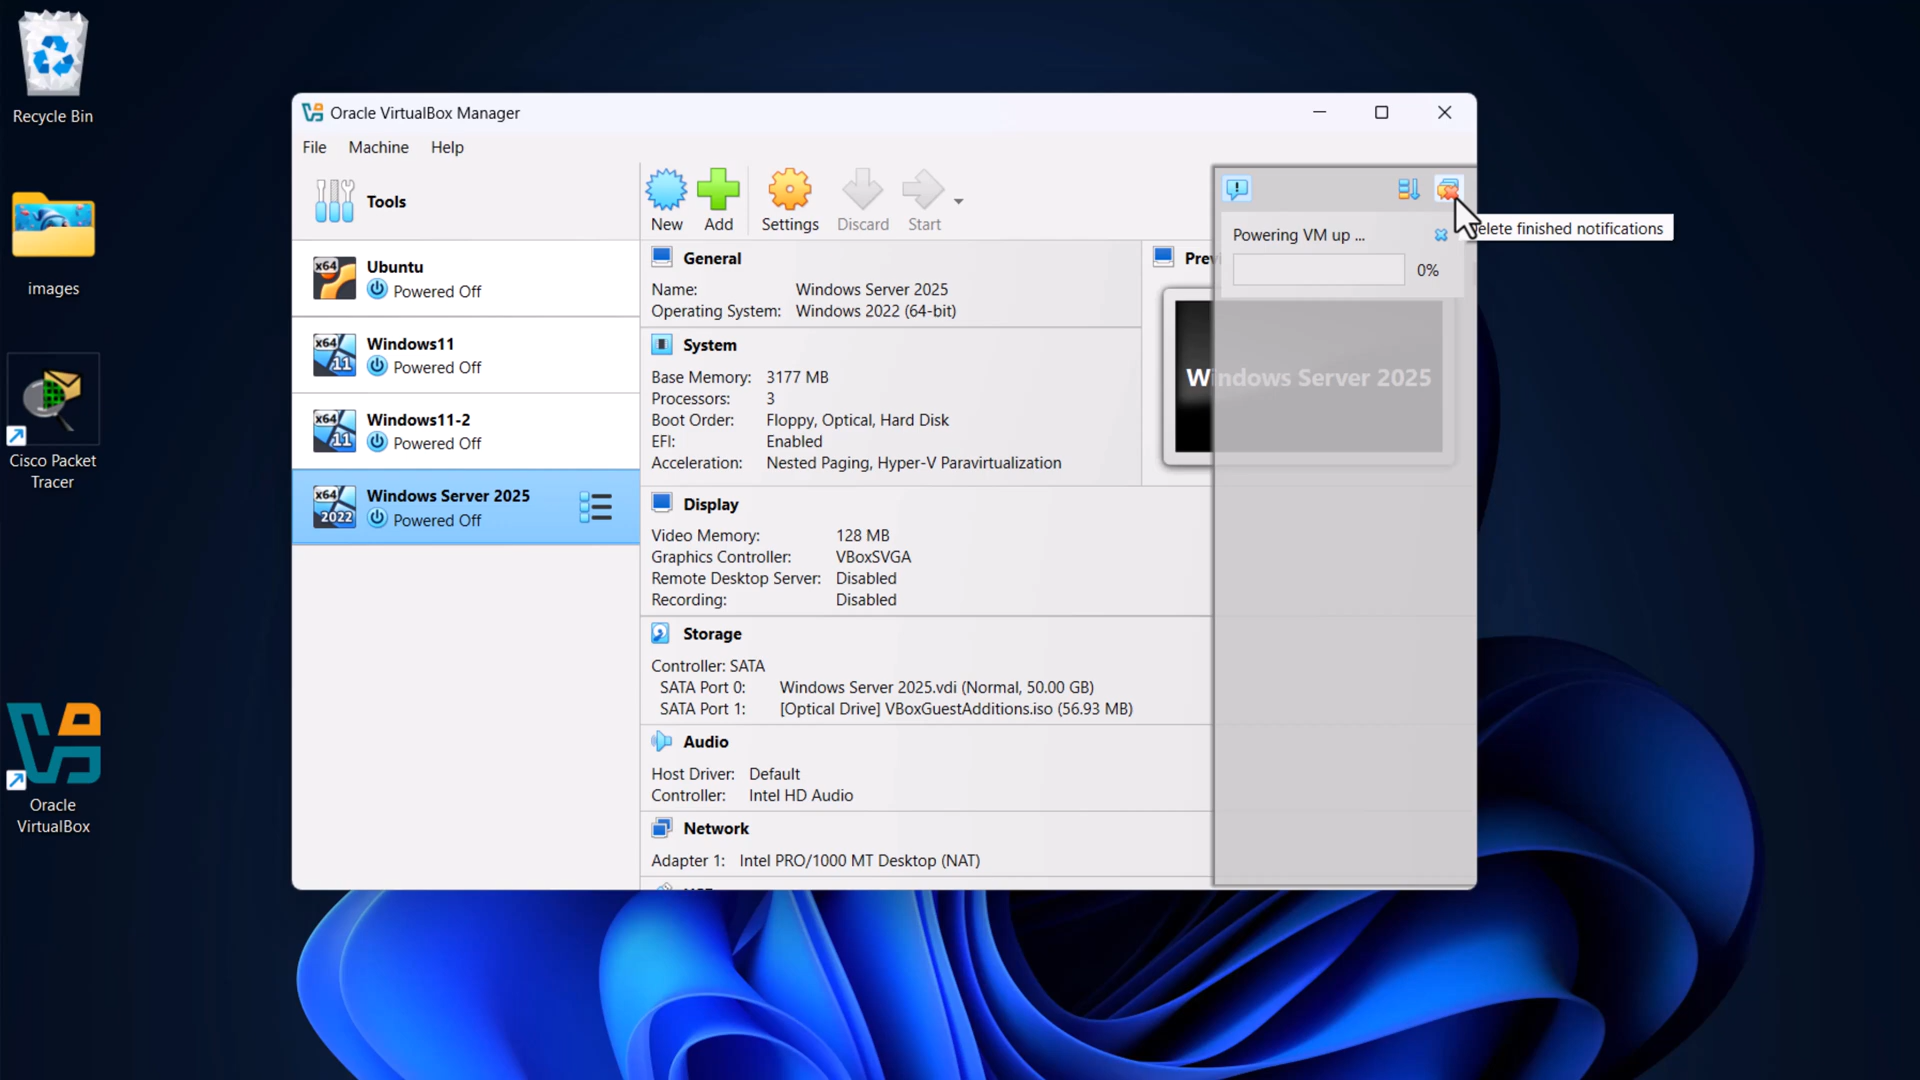 Recycle Bin
images
Cisco Packet
Tracer
Oracle
VirtualBox
Oracle VirtualBox Manager
File Machine Help
Tools
New Add Settings Discard Start
x64
Ubuntu
Powered Off
x64
11
Windows11
Powered Off
x64
11
Windows11-2
Powered Off
x64
2022
Windows Server 2025
Powered Off
General
Name: Windows Server 2025
Operating System: Windows 2022 (64-bit)
System
Base Memory: 3177 MB
Processors: 3
Boot Order: Floppy, Optical, Hard Disk
EFI: Enabled
Acceleration: Nested Paging, Hyper-V Paravirtualization
Display
Video Memory: 128 MB
Graphics Controller: VBoxSVGA
Remote Desktop Server: Disabled
Recording: Disabled
Storage
Controller: SATA
SATA Port 0: Windows Server 2025.vdi (Normal, 50.00 GB)
SATA Port 1: [Optical Drive] VBoxGuestAdditions.iso (56.93 MB)
Audio
Host Driver: Default
Controller: Intel HD Audio
Network
Adapter 1: Intel PRO/1000 MT Desktop (NAT)
Prev
Windows Server 2025
Powering VM up ...
0%
elete finished notifications